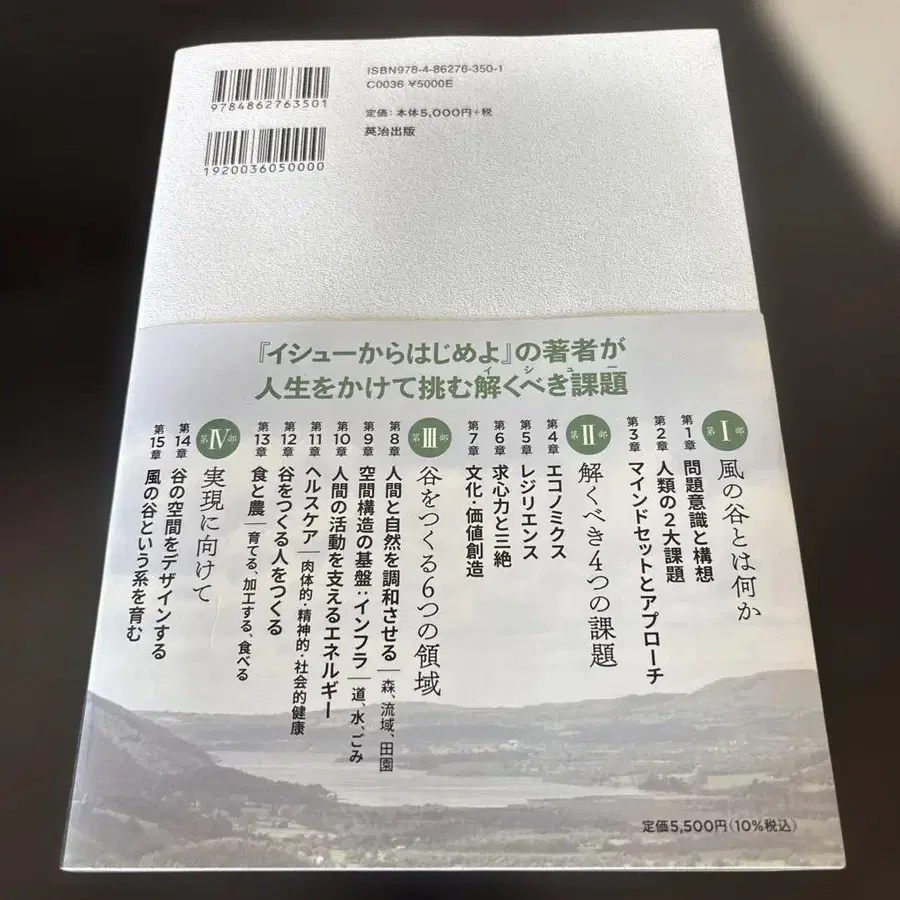 ISBN978-4-86276-350-1
C0036 ¥5000E
9784862763501
定価:本体5,000円+税
英治出版
1920036050000
『イシューからはじめよ』の著者が
人生をかけて挑む解くべき課題
イシュー
第Ⅰ部 風の谷とは何か
第1章 問題意識と構想
第2章 人類の2大課題
第3章 マインドセットとアプローチ
第Ⅱ部 解くべき4つの課題
第4章 エコノミクス
第5章 レジリエンス
第6章 求心力と三絶
第7章 文化・価値創造
第Ⅲ部 谷をつくる6つの領域
第8章 人間と自然を調和させる|森、流域、田園
第9章 空間構造の基盤:インフラ|道、水、ごみ
第10章 人間の活動を支えるエネルギー
第11章 ヘルスケア|肉体的・精神的・社会的健康
第12章 谷をつくる人をつくる
第13章 食と農|育てる、加工する、食べる
第Ⅳ部 実現に向けて
第14章 谷の空間をデザインする
第15章 風の谷という系を育む
定価5,500円(10%税込)